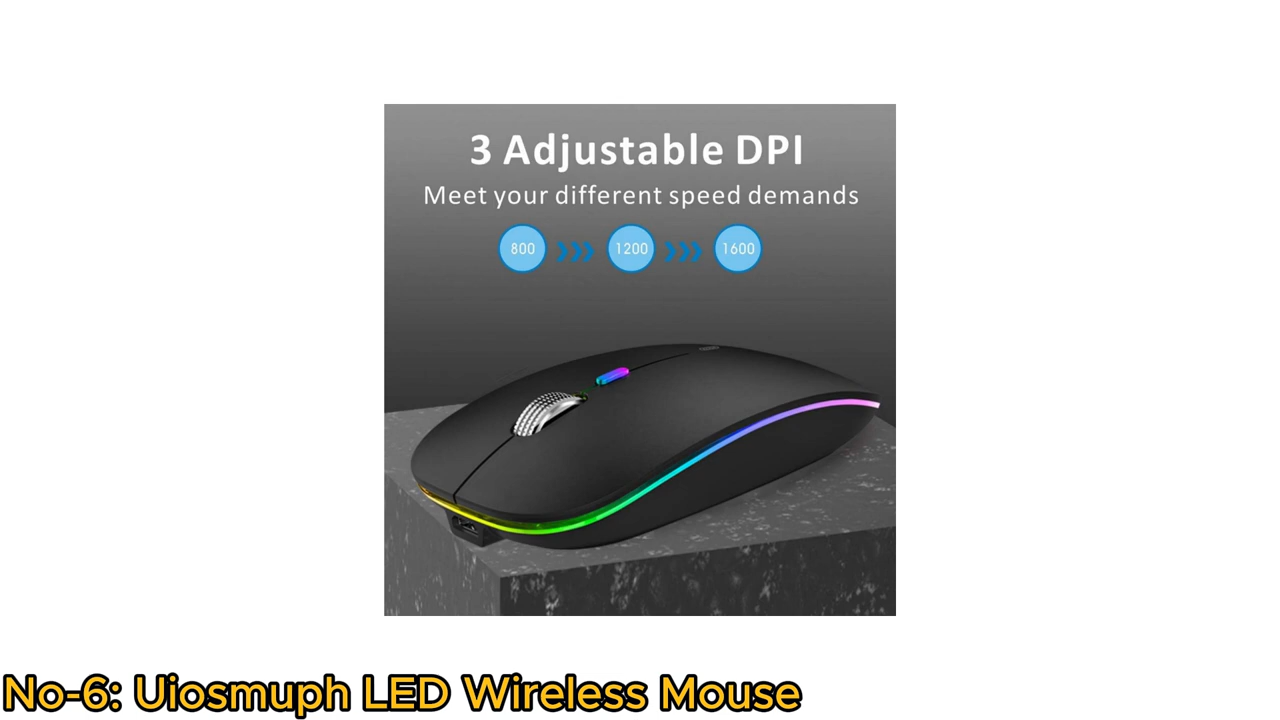 3 Adjustable DPI
Meet your different speed demands
800 1200 1600
No-6: Uiosmuph LED Wireless Mouse